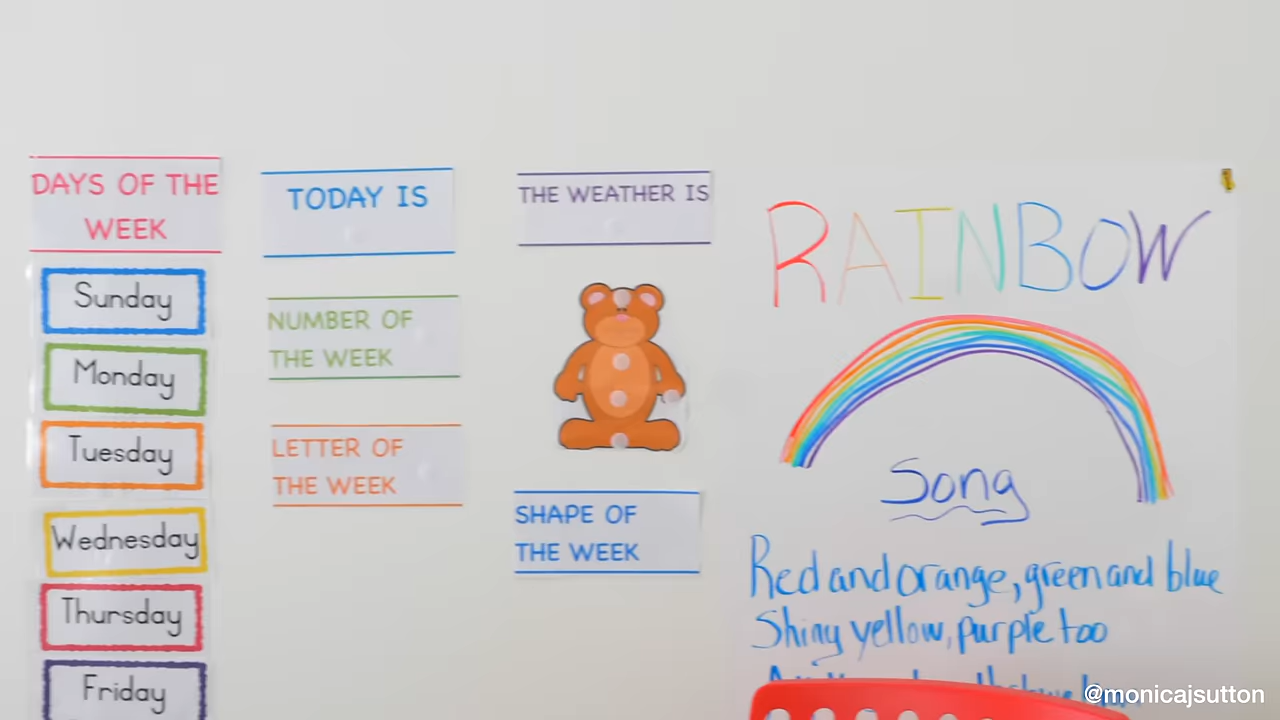 DAYS OF THE
WEEK
Sunday
Monday
Tuesday
Wednesday
Thursday
Friday
TODAY IS
NUMBER OF
THE WEEK
LETTER OF
THE WEEK
THE WEATHER IS
SHAPE OF
THE WEEK
RAINBOW
Song
Red and orange, green and blue
Shiny yellow, purple too
@monicajsutton